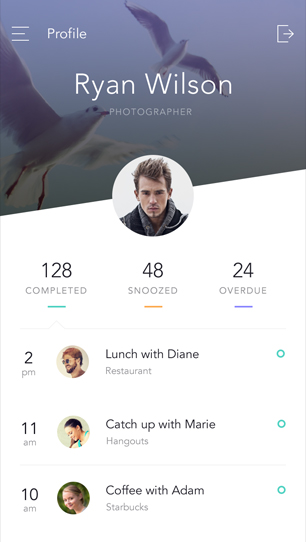 Profile
Ryan Wilson
PHOTOGRAPHER
128 48 24
COMPLETED SNOOZED OVERDUE
2 Lunch with Diane
pm Restaurant
11 Catch up with Marie
am Hangouts
10 Coffee with Adam
am Starbucks